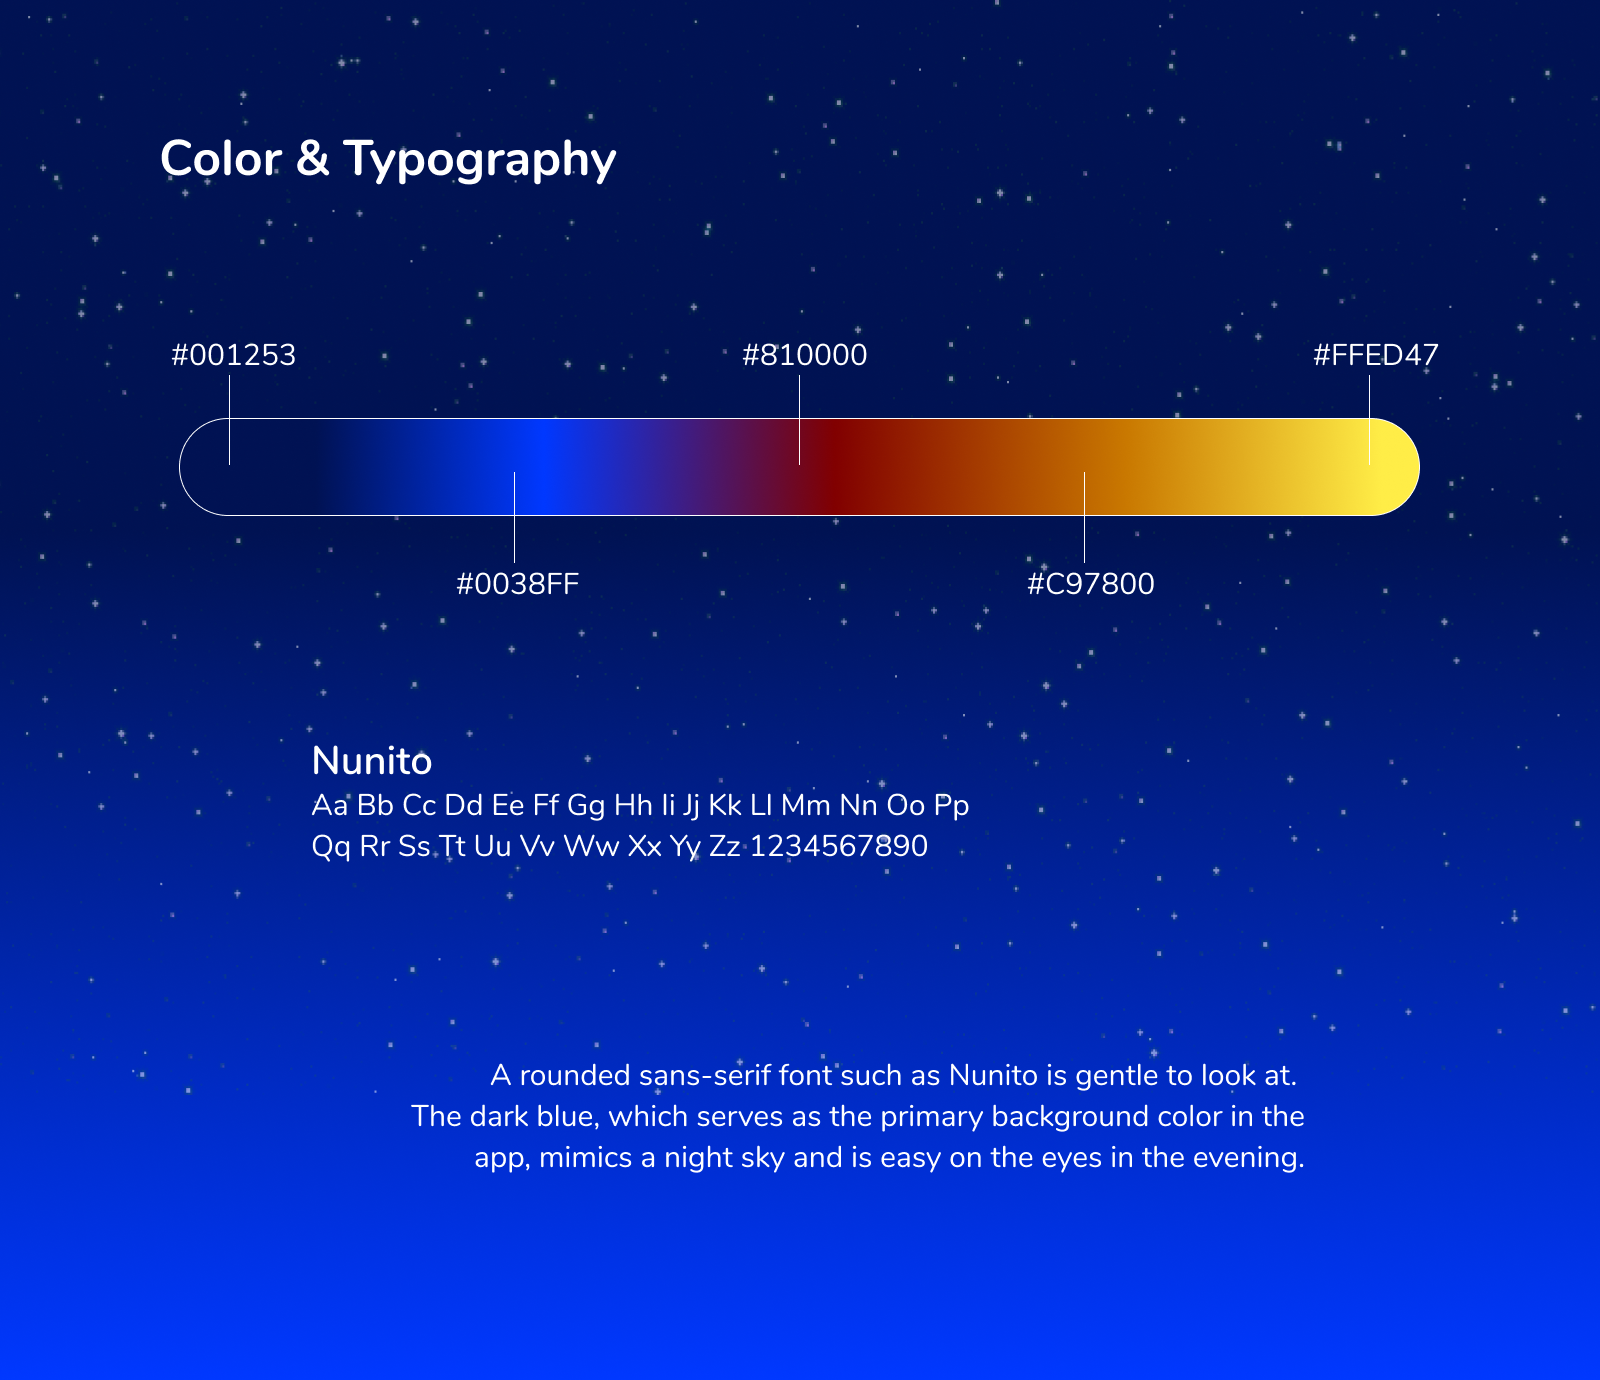 Color & Typography
#001253
#810000
#FFED47
#0038FF
#C97800
Nunito
Aa Bb Cc Dd Ee Ff Gg Hh Ii Jj Kk Ll Mm Nn Oo Pp
Qq Rr Ss Tt Uu Vv Ww Xx Yy Zz 1234567890
A rounded sans-serif font such as Nunito is gentle to look at.
The dark blue, which serves as the primary background color in the
app, mimics a night sky and is easy on the eyes in the evening.